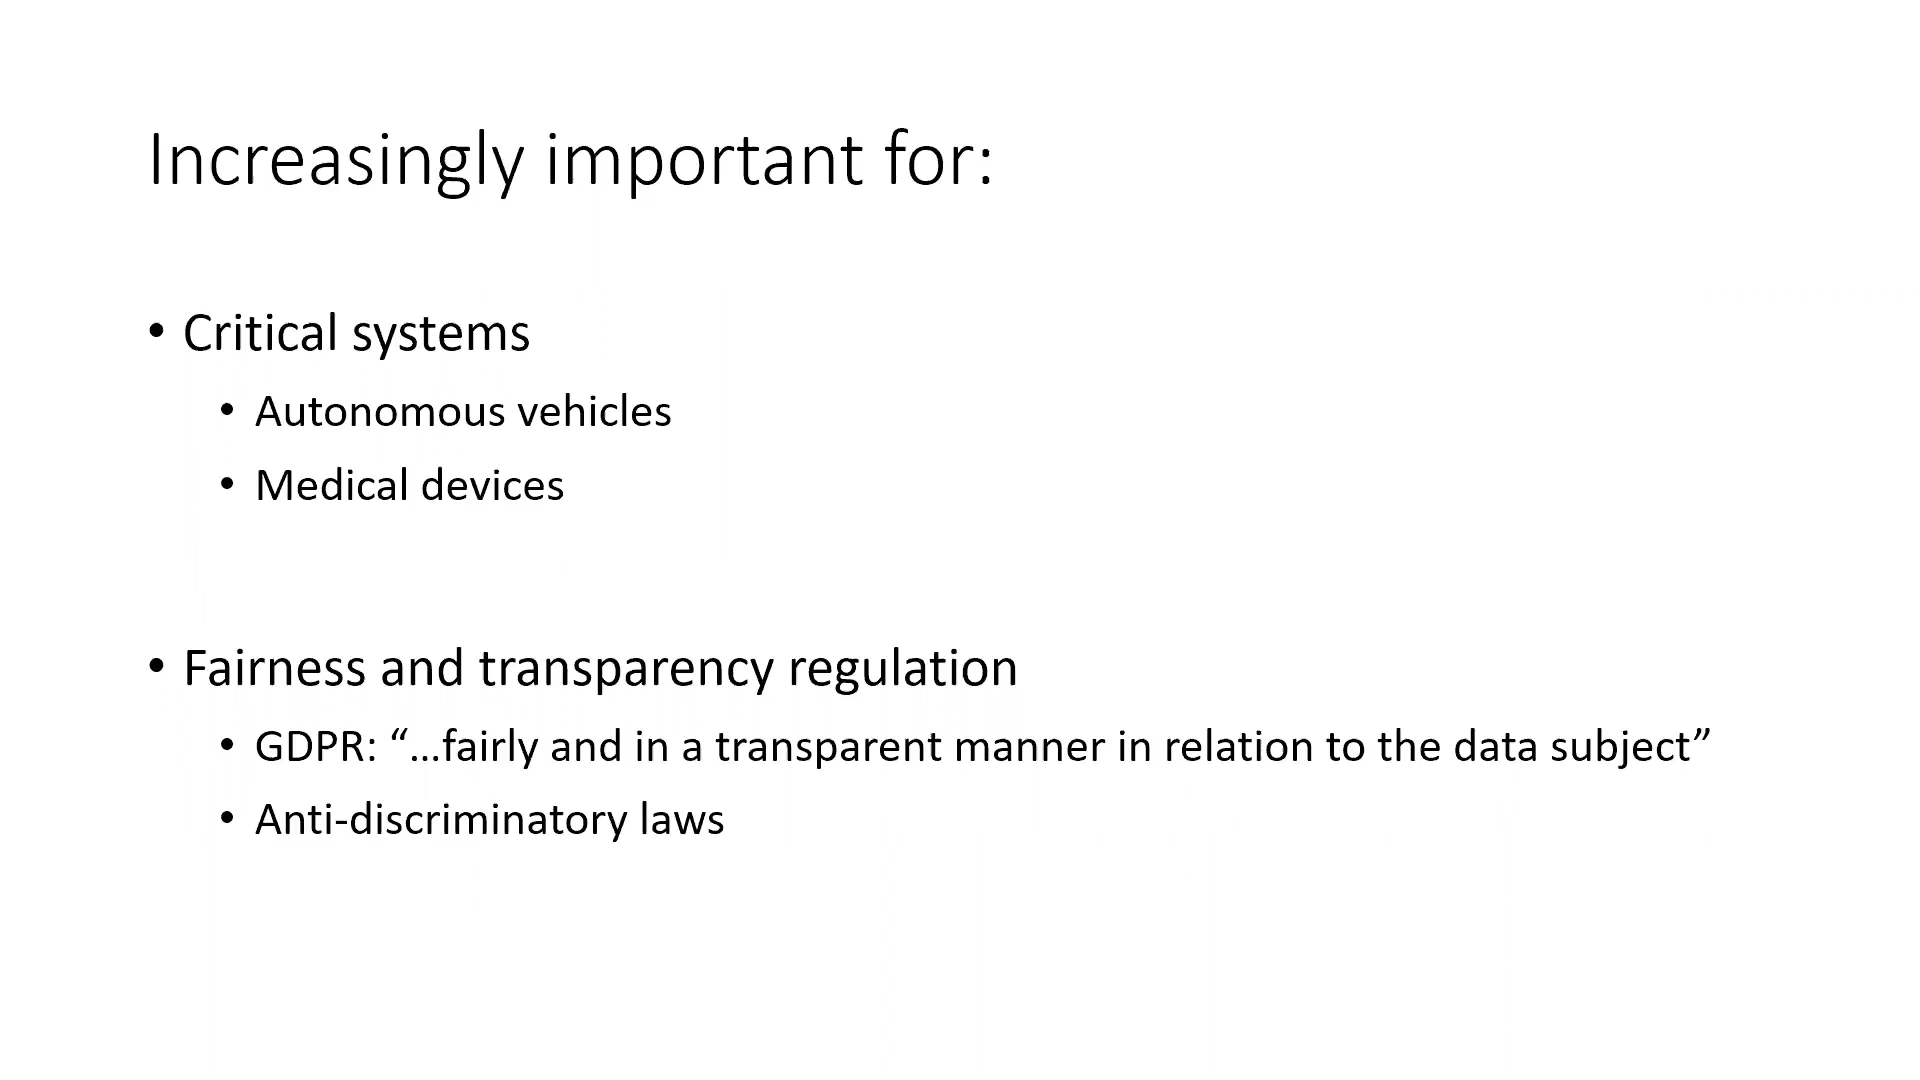 Increasingly important for:
• Critical systems
• Autonomous vehicles
• Medical devices
• Fairness and transparency regulation
• GDPR: “…fairly and in a transparent manner in relation to the data subject”
• Anti-discriminatory laws